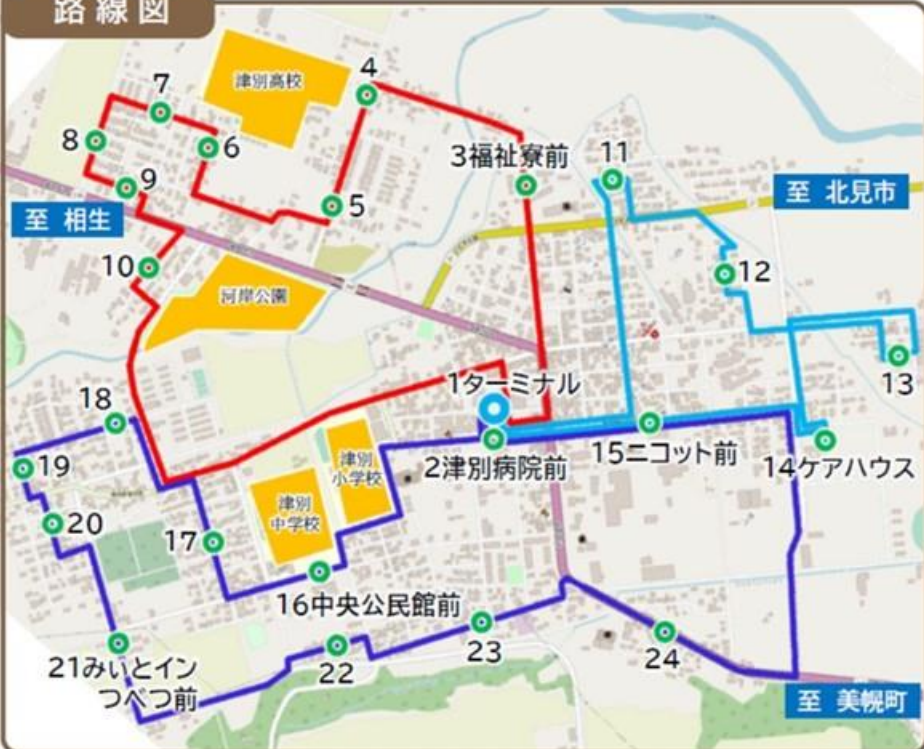 路線図
津別高校
4
7
6
8
9
5
3福祉寮前
11
至 北見市
至 相生
10
12
河岸公園
1ターミナル
13
18
2津別病院前
15ニコット前
14ケアハウス
19
津別
小学校
津別
中学校
20
17
16中央公民館前
21みぃとイン
つべつ前
22
23
24
至 美幌町